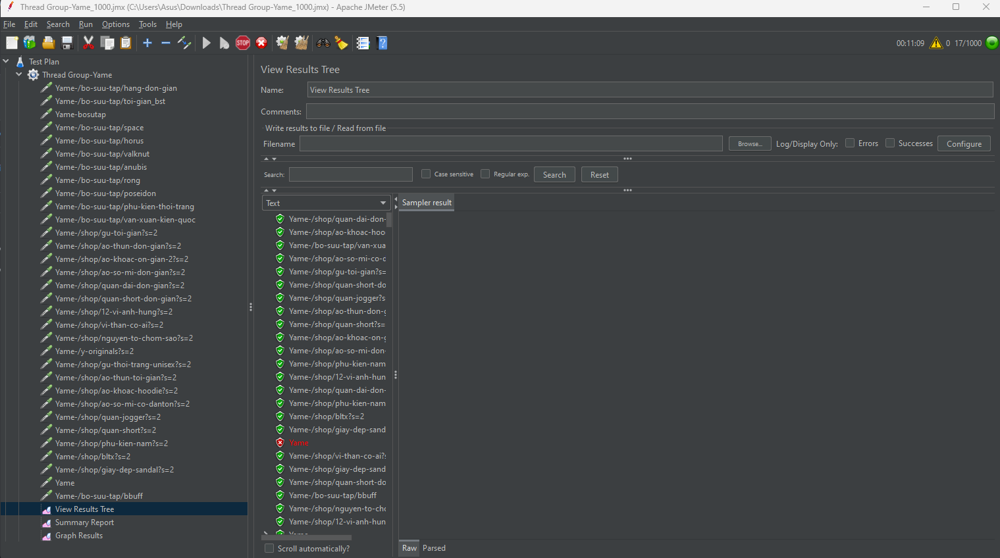 Thread Group-Yame_1000.jmx (C:\Users\Asus\Downloads\Thread Group-Yame_1000.jmx) - Apache JMeter (5.5)
File Edit Search Run Options Tools Help
STOP
00:11:09 0 17/1000
Test Plan
Thread Group-Yame
Yame-/bo-suu-tap/hang-don-gian
Yame-/bo-suu-tap/toi-gian_bst
Yame-bosutap
Yame-/bo-suu-tap/space
Yame-/bo-suu-tap/horus
Yame-/bo-suu-tap/valknut
Yame-/bo-suu-tap/anubis
Yame-/bo-suu-tap/rong
Yame-/bo-suu-tap/poseidon
Yame-/bo-suu-tap/phu-kien-thoi-trang
Yame-/bo-suu-tap/van-xuan-kien-quoc
Yame-/shop/gu-toi-gian?s=2
Yame-/shop/ao-thun-don-gian?s=2
Yame-/shop/ao-khoac-on-gian-2?s=2
Yame-/shop/ao-so-mi-don-gian?s=2
Yame-/shop/quan-dai-don-gian?s=2
Yame-/shop/quan-short-don-gian?s=2
Yame-/shop/12-vi-anh-hung?s=2
Yame-/shop/vi-than-co-ai?s=2
Yame-/shop/nguyen-to-chom-sao?s=2
Yame-/y-originals?s=2
Yame-/shop/gu-thoi-trang-unisex?s=2
Yame-/shop/ao-thun-toi-gian?s=2
Yame-/shop/ao-khoac-hoodie?s=2
Yame-/shop/ao-so-mi-co-danton?s=2
Yame-/shop/quan-jogger?s=2
Yame-/shop/quan-short?s=2
Yame-/shop/phu-kien-nam?s=2
Yame-/shop/bltx?s=2
Yame-/shop/giay-dep-sandal?s=2
Yame
Yame-/bo-suu-tap/bbuff
View Results Tree
Summary Report
Graph Results
View Results Tree
Name: View Results Tree
Comments:
Write results to file / Read from file
Filename Browse... Log/Display Only: Errors Successes Configure
Search: Case sensitive Regular exp. Search Reset
Text
Yame-/shop/quan-dai-don-
Yame-/shop/ao-khoac-hoo
Yame-/bo-suu-tap/van-xua
Yame-/shop/ao-so-mi-co-d
Yame-/shop/gu-toi-gian?s=
Yame-/shop/quan-short-do
Yame-/shop/quan-jogger?s
Yame-/shop/ao-thun-don-g
Yame-/shop/quan-short?s=
Yame-/shop/ao-khoac-on-g
Yame-/shop/ao-so-mi-don-
Yame-/shop/phu-kien-nam
Yame-/shop/12-vi-anh-hun
Yame-/shop/quan-dai-don-
Yame-/shop/phu-kien-nam
Yame-/shop/bltx?s=2
Yame-/shop/giay-dep-sand
Yame
Yame-/shop/vi-than-co-ai?s
Yame-/shop/giay-dep-sand
Yame-/shop/quan-short-do
Yame-/bo-suu-tap/bbuff
Yame-/shop/nguyen-to-cho
Yame-/shop/12-vi-anh-hun
Yame
Scroll automatically?
Sampler result
Raw Parsed